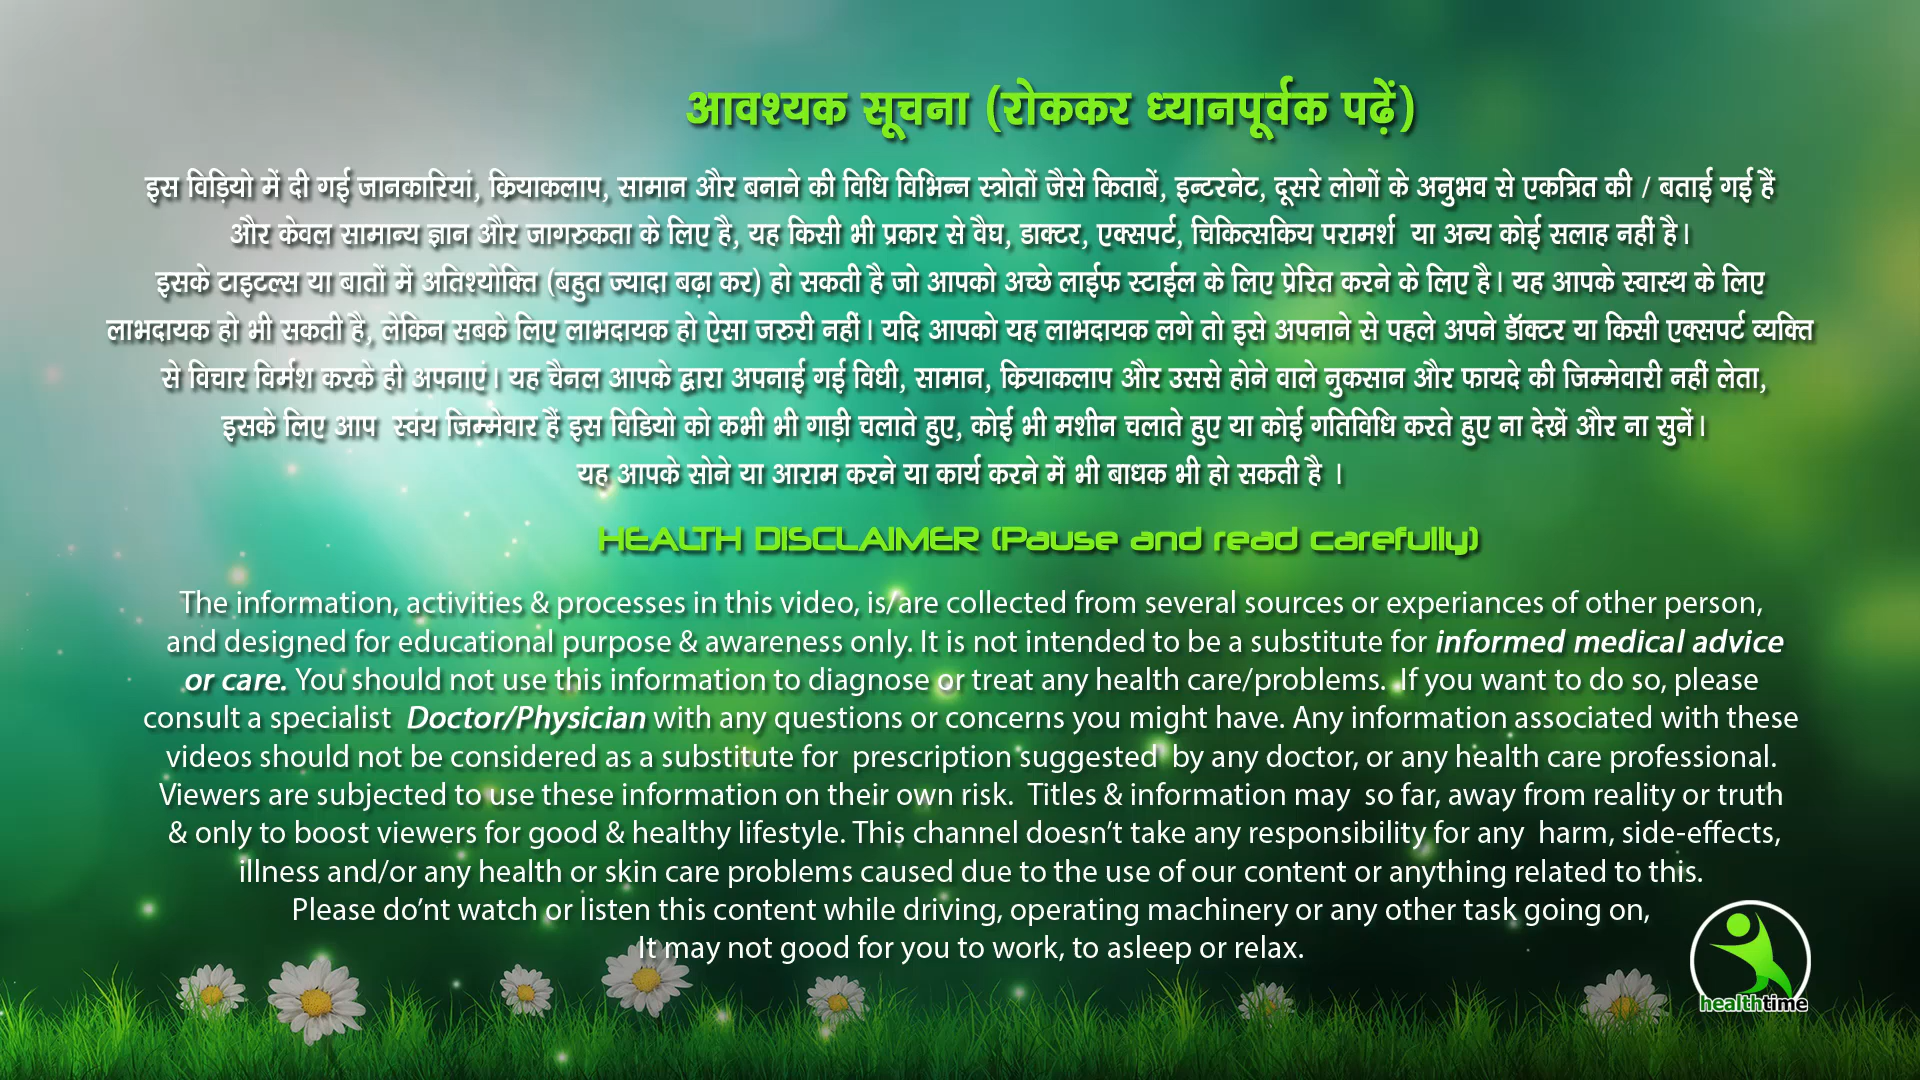 आवश्यक सूचना (रोककर ध्यानपूर्वक पढ़ें)
इस विड़ियो में दी गई जानकारियां, क्रियाकलाप, सामान और बनाने की विधि विभिन्न स्त्रोतों जैसे किताबें, इन्टरनेट, दूसरे लोगों के अनुभव से एकत्रित की / बताई गई हैं
और केवल सामान्य ज्ञान और जागरुकता के लिए है, यह किसी भी प्रकार से वैघ, डाक्टर, एक्सपर्ट, चिकित्सकिय परामर्श या अन्य कोई सलाह नहीं है।
इसके टाइटल्स या बातों में अतिश्योक्ति (बहुत ज्यादा बढ़ा कर) हो सकती है जो आपको अच्छे लाईफ स्टाईल के लिए प्रेरित करने के लिए है। यह आपके स्वास्थ के लिए
लाभदायक हो भी सकती है, लेकिन सबके लिए लाभदायक हो ऐसा जरुरी नहीं। यदि आपको यह लाभदायक लगे तो इसे अपनाने से पहले अपने डॉक्टर या किसी एक्सपर्ट व्यक्ति
से विचार विर्मश करके ही अपनाएं। यह चैनल आपके द्वारा अपनाई गई विधी, सामान, क्रियाकलाप और उससे होने वाले नुकसान और फायदे की जिम्मेवारी नहीं लेता,
इसके लिए आप स्वंय जिम्मेवार हैं इस विडियो को कभी भी गाड़ी चलाते हुए, कोई भी मशीन चलाते हुए या कोई गतिविधि करते हुए ना देखें और ना सुनें।
यह आपके सोने या आराम करने या कार्य करने में भी बाधक भी हो सकती है ।
HEALTH DISCLAIMER (Pause and read carefully)
The information, activities & processes in this video, is/are collected from several sources or experiances of other person,
and designed for educational purpose & awareness only. It is not intended to be a substitute for informed medical advice
or care. You should not use this information to diagnose or treat any health care/problems. If you want to do so, please
consult a specialist Doctor/Physician with any questions or concerns you might have. Any information associated with these
videos should not be considered as a substitute for prescription suggested by any doctor, or any health care professional.
Viewers are subjected to use these information on their own risk. Titles & information may so far, away from reality or truth
& only to boost viewers for good & healthy lifestyle. This channel doesn’t take any responsibility for any harm, side-effects,
illness and/or any health or skin care problems caused due to the use of our content or anything related to this.
Please do’nt watch or listen this content while driving, operating machinery or any other task going on,
It may not good for you to work, to asleep or relax.
healthtime